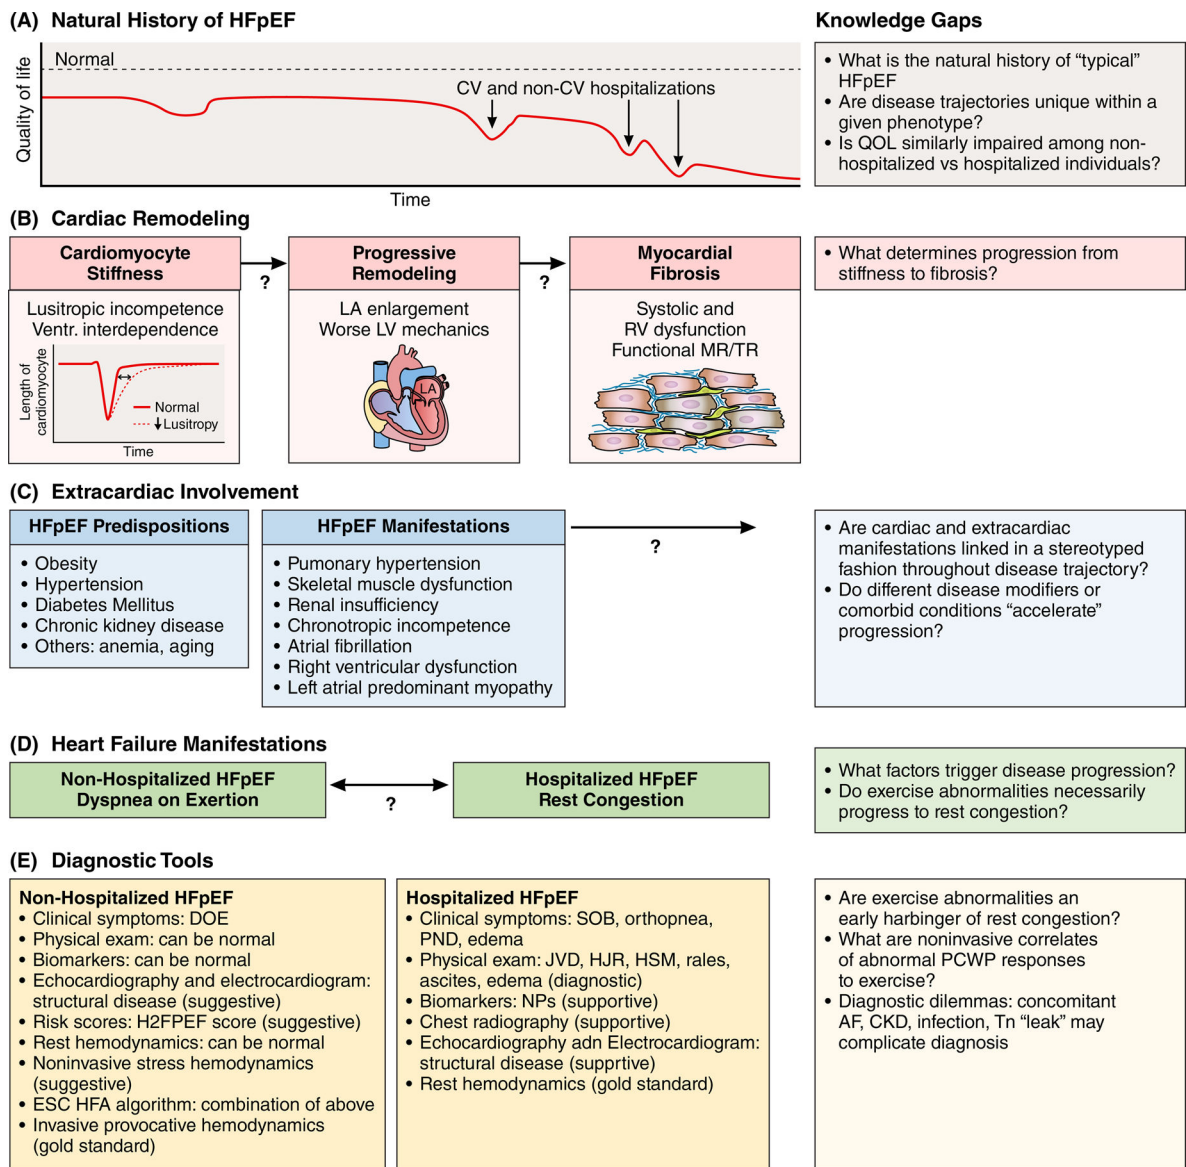 (A) Natural History of HFpEF
Knowledge Gaps
Quality of life
Normal
CV and non-CV hospitalizations
Time
• What is the natural history of “typical”
HFpEF
• Are disease trajectories unique within a
given phenotype?
• Is QOL similarly impaired among non-
hospitalized vs hospitalized individuals?
(B) Cardiac Remodeling
Cardiomyocyte
Stiffness
?
Progressive
Remodeling
?
Myocardial
Fibrosis
Lusitropic incompetence
Ventr. interdependence
Length of
cardiomyocyte
Normal
Lusitropy
Time
LA enlargement
Worse LV mechanics
LA
Systolic and
RV dysfunction
Functional MR/TR
• What determines progression from
stiffness to fibrosis?
(C) Extracardiac Involvement
HFpEF Predispositions
• Obesity
• Hypertension
• Diabetes Mellitus
• Chronic kidney disease
• Others: anemia, aging
HFpEF Manifestations
• Pumonary hypertension
• Skeletal muscle dysfunction
• Renal insufficiency
• Chronotropic incompetence
• Atrial fibrillation
• Right ventricular dysfunction
• Left atrial predominant myopathy
?
• Are cardiac and extracardiac
manifestations linked in a stereotyped
fashion throughout disease trajectory?
• Do different disease modifiers or
comorbid conditions “accelerate”
progression?
(D) Heart Failure Manifestations
Non-Hospitalized HFpEF
Dyspnea on Exertion
?
Hospitalized HFpEF
Rest Congestion
• What factors trigger disease progression?
• Do exercise abnormalities necessarily
progress to rest congestion?
(E) Diagnostic Tools
Non-Hospitalized HFpEF
• Clinical symptoms: DOE
• Physical exam: can be normal
• Biomarkers: can be normal
• Echocardiography and electrocardiogram:
structural disease (suggestive)
• Risk scores: H2FPEF score (suggestive)
• Rest hemodynamics: can be normal
• Noninvasive stress hemodynamics
(suggestive)
• ESC HFA algorithm: combination of above
• Invasive provocative hemodynamics
(gold standard)
Hospitalized HFpEF
• Clinical symptoms: SOB, orthopnea,
PND, edema
• Physical exam: JVD, HJR, HSM, rales,
ascites, edema (diagnostic)
• Biomarkers: NPs (supportive)
• Chest radiography (supportive)
• Echocardiography adn Electrocardiogram:
structural disease (supprtive)
• Rest hemodynamics (gold standard)
• Are exercise abnormalities an
early harbinger of rest congestion?
• What are noninvasive correlates
of abnormal PCWP responses
to exercise?
• Diagnostic dilemmas: concomitant
AF, CKD, infection, Tn “leak” may
complicate diagnosis